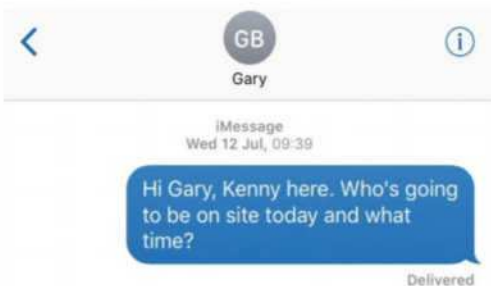 GB
Gary
iMessage
Wed 12 Jul, 09:39
Hi Gary, Kenny here. Who's going
to be on site today and what
time?
Delivered